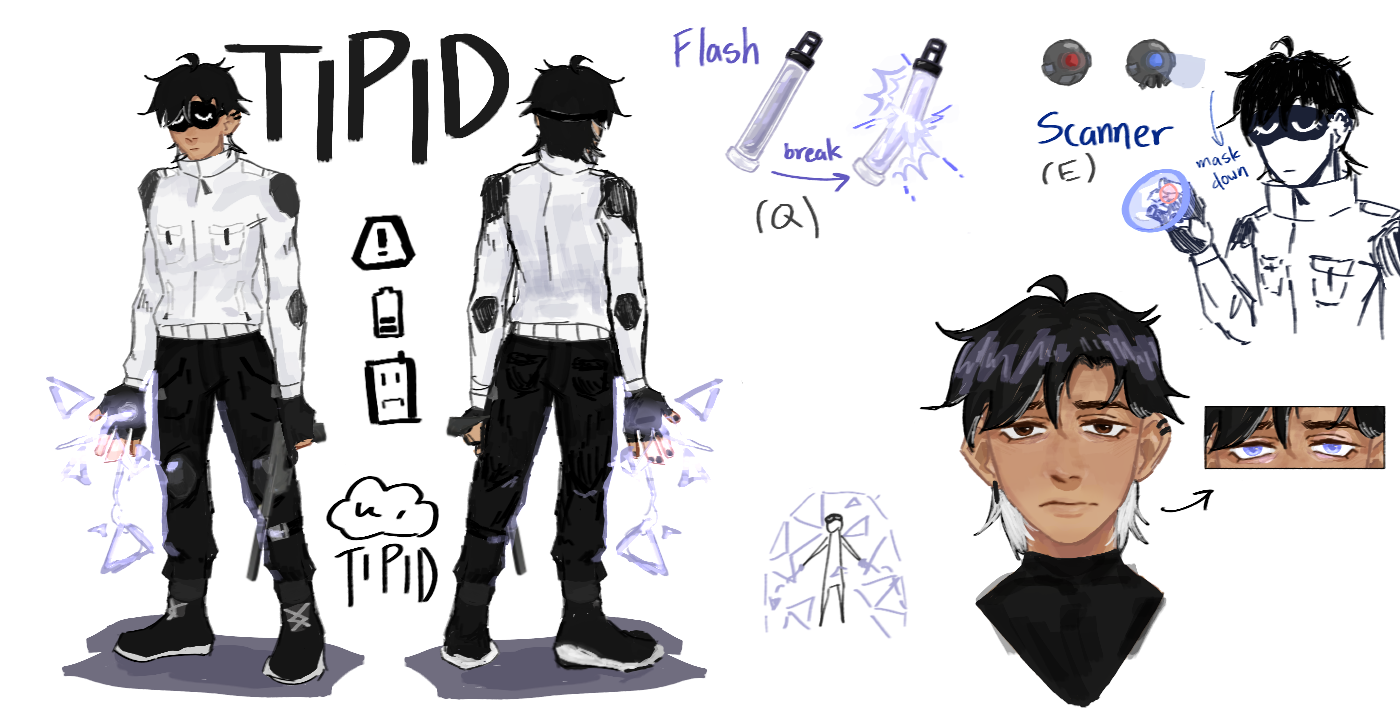 TIPID
!
TIPID
Flash
break
(Q)
Scanner
(E)
mask
down